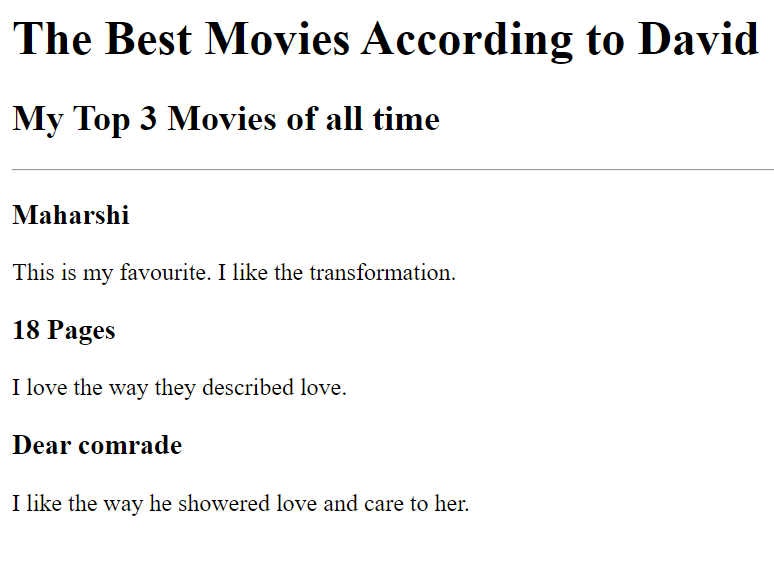 The Best Movies According to David
My Top 3 Movies of all time
Maharshi
This is my favourite. I like the transformation.
18 Pages
I love the way they described love.
Dear comrade
I like the way he showered love and care to her.